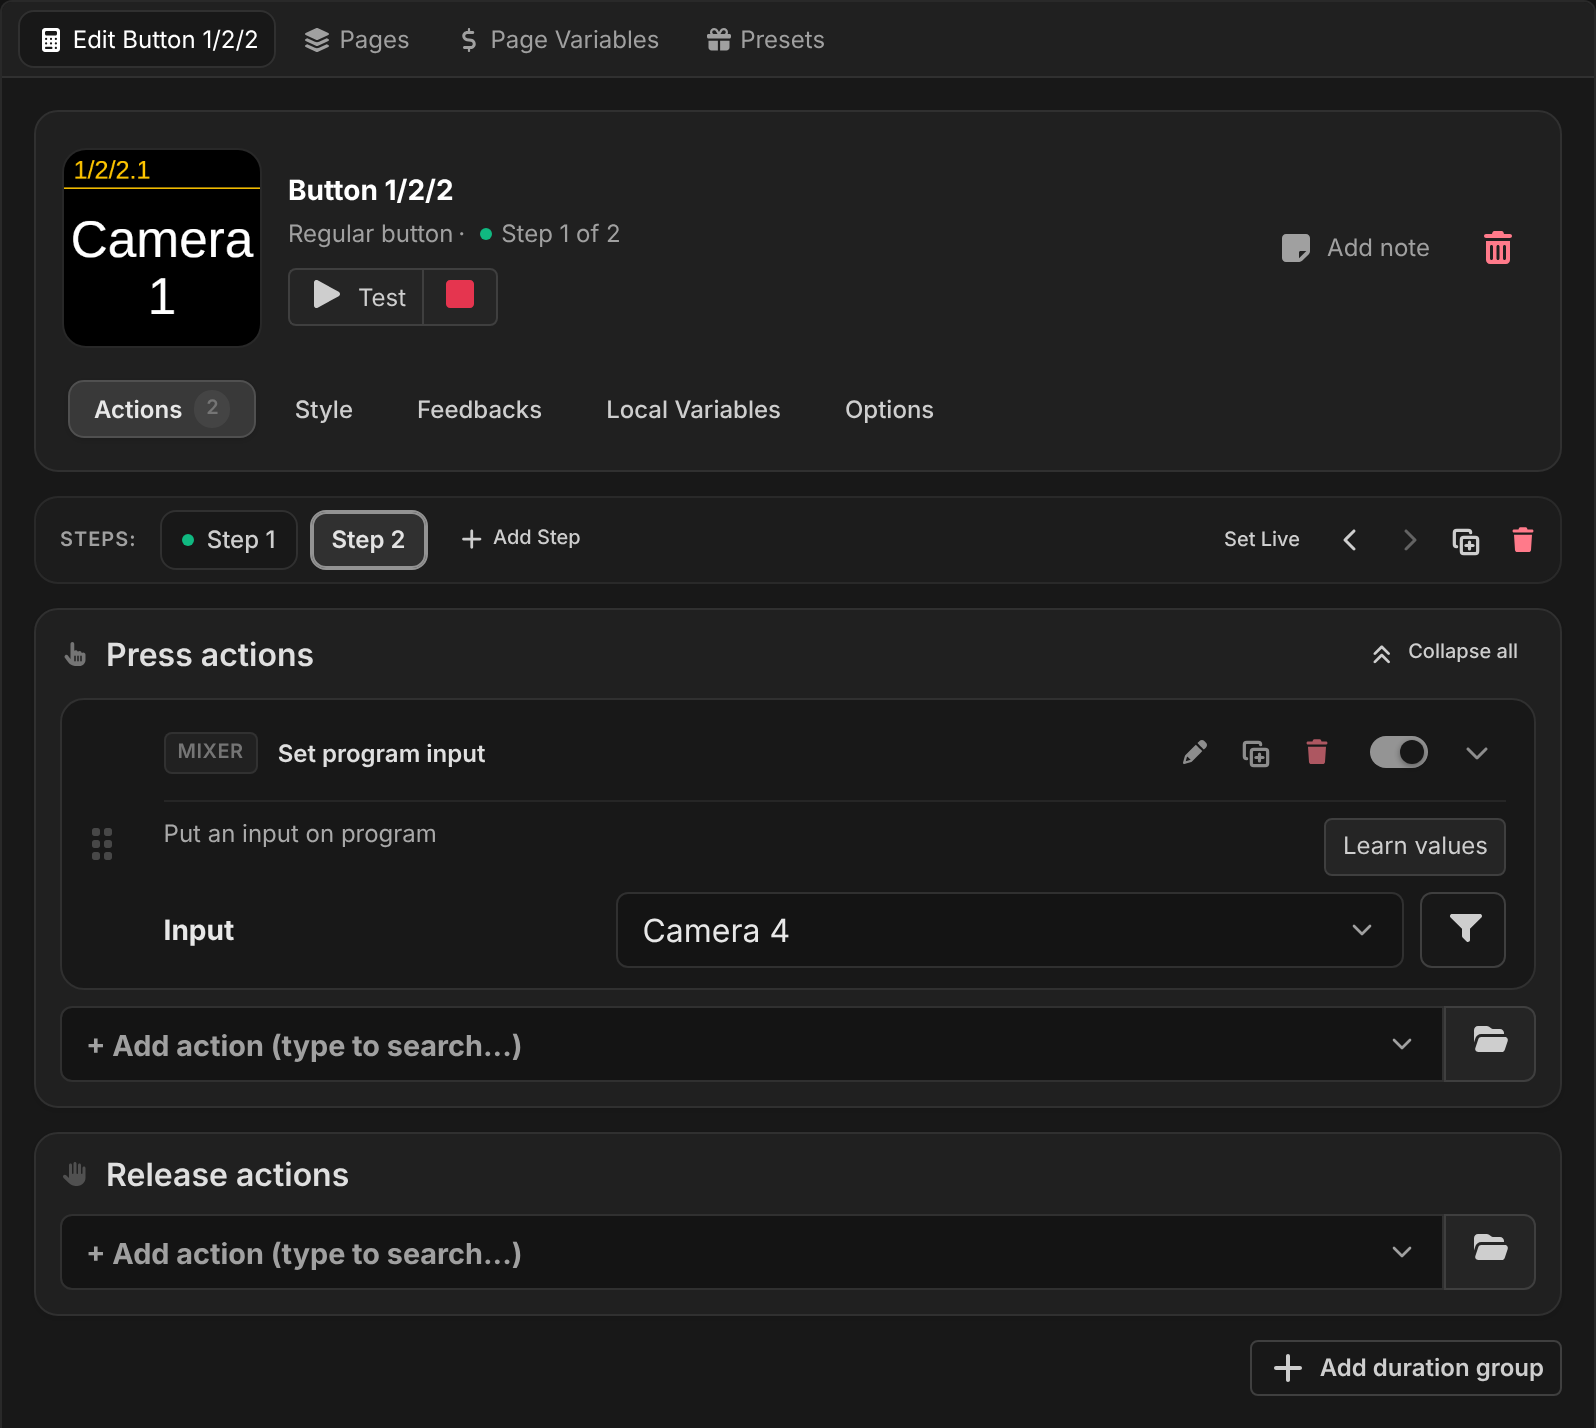 Edit Button 1/2/2
Pages
Page Variables
Presets
1/2/2.1
Camera
1
Button 1/2/2
Regular button · Step 1 of 2
Test
Add note
Actions 2
Style
Feedbacks
Local Variables
Options
STEPS:
Step 1
Step 2
Add Step
Set Live
Press actions
Collapse all
MIXER
Set program input
Put an input on program
Learn values
Input
Camera 4
+ Add action (type to search...)
Release actions
+ Add action (type to search...)
Add duration group